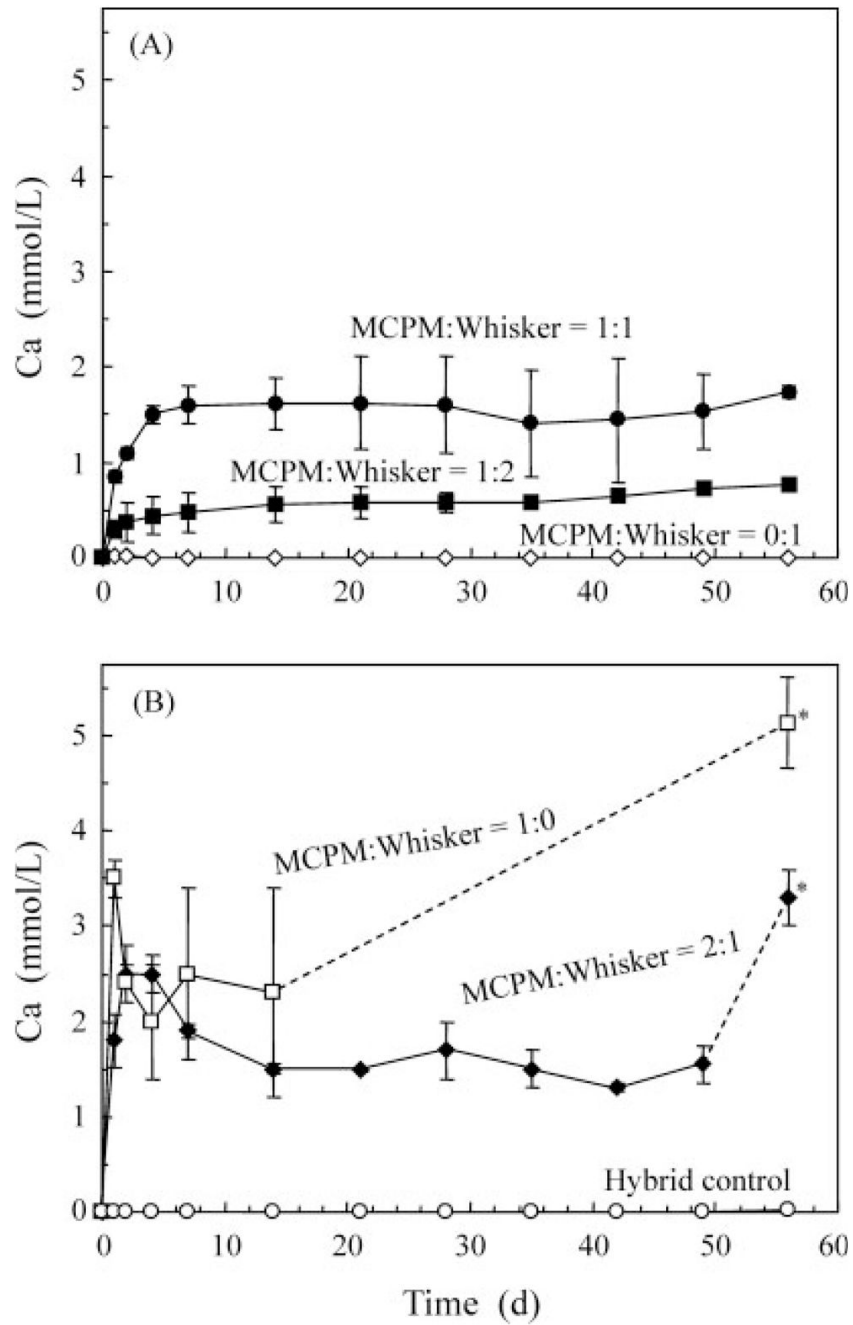 (A)
5
4
3
2
1
0
Ca (mmol/L)
MCPM:Whisker = 1:1
MCPM:Whisker = 1:2
MCPM:Whisker = 0:1
0 10 20 30 40 50 60
(B)
5
4
3
2
1
0
Ca (mmol/L)
*
MCPM:Whisker = 1:0
*
MCPM:Whisker = 2:1
Hybrid control
0 10 20 30 40 50 60
Time (d)